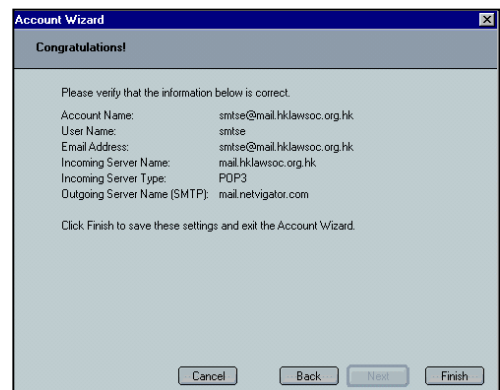 Account Wizard
Congratulations!
Please verify that the information below is correct.
Account Name: smtse@mail.hklawsoc.org.hk
User Name: smtse
Email Address: smtse@mail.hklawsoc.org.hk
Incoming Server Name: mail.hklawsoc.org.hk
Incoming Server Type: POP3
Outgoing Server Name (SMTP): mail.netvigator.com
Click Finish to save these settings and exit the Account Wizard.
Cancel Back Next Finish